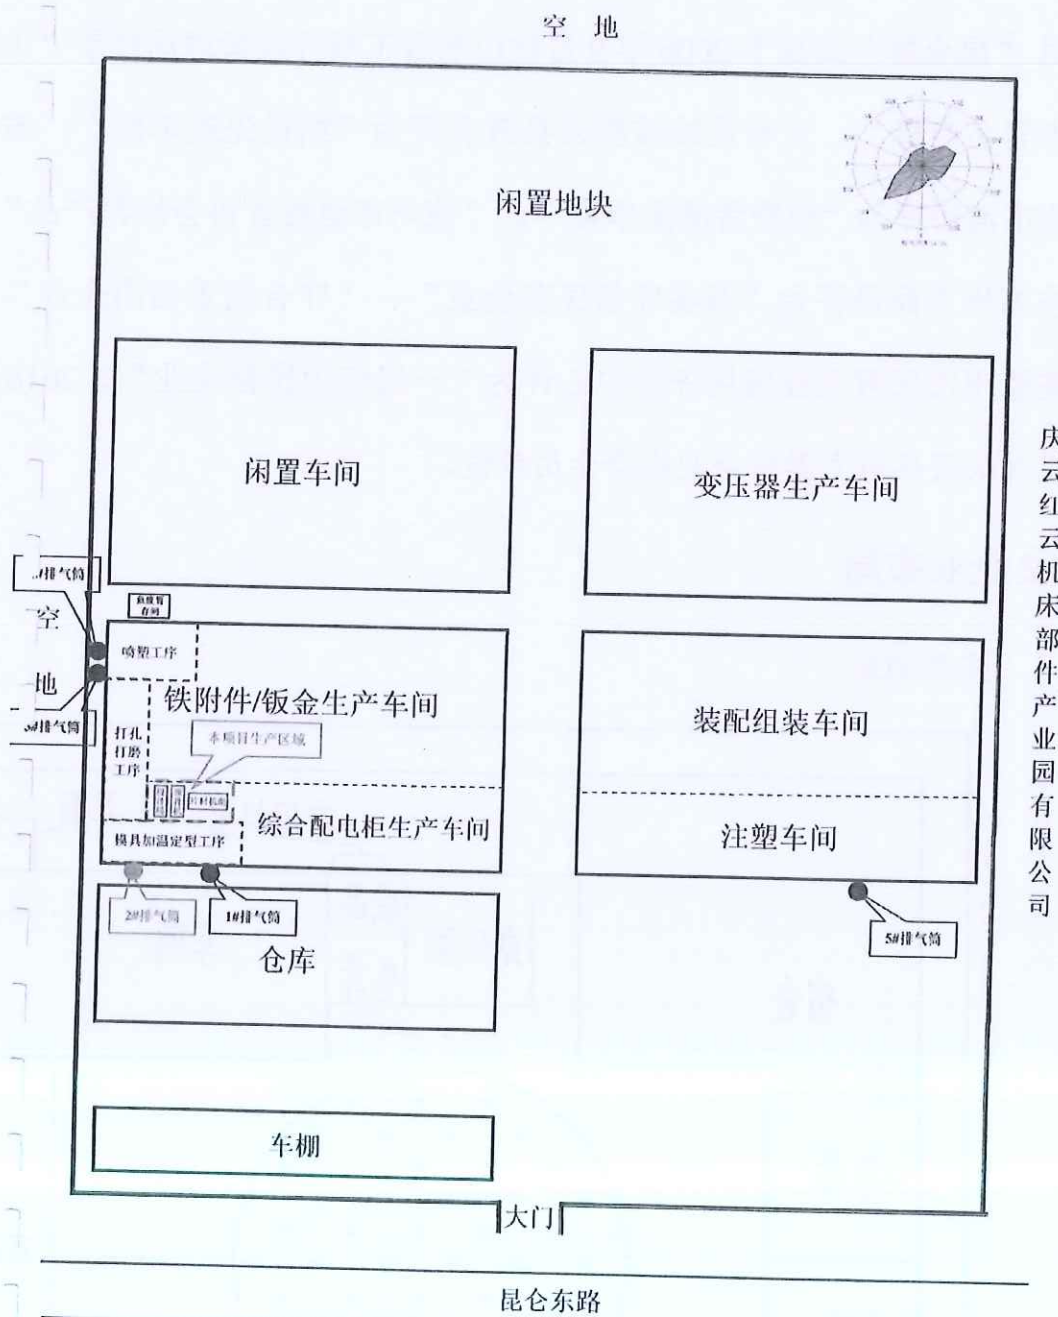 空 地
闲置地块
闲置车间
变压器生产车间
庆云红云机床部件产业园有限公司
#排气筒
空地
喷塑工序
铁附件/钣金生产车间
装配组装车间
#排气筒
打孔
打磨
工序
本项目生产区域
综合配电柜生产车间
注塑车间
模具加温定型工序
2#排气筒
1#排气筒
5#排气筒
仓库
车棚
大门
昆仑东路